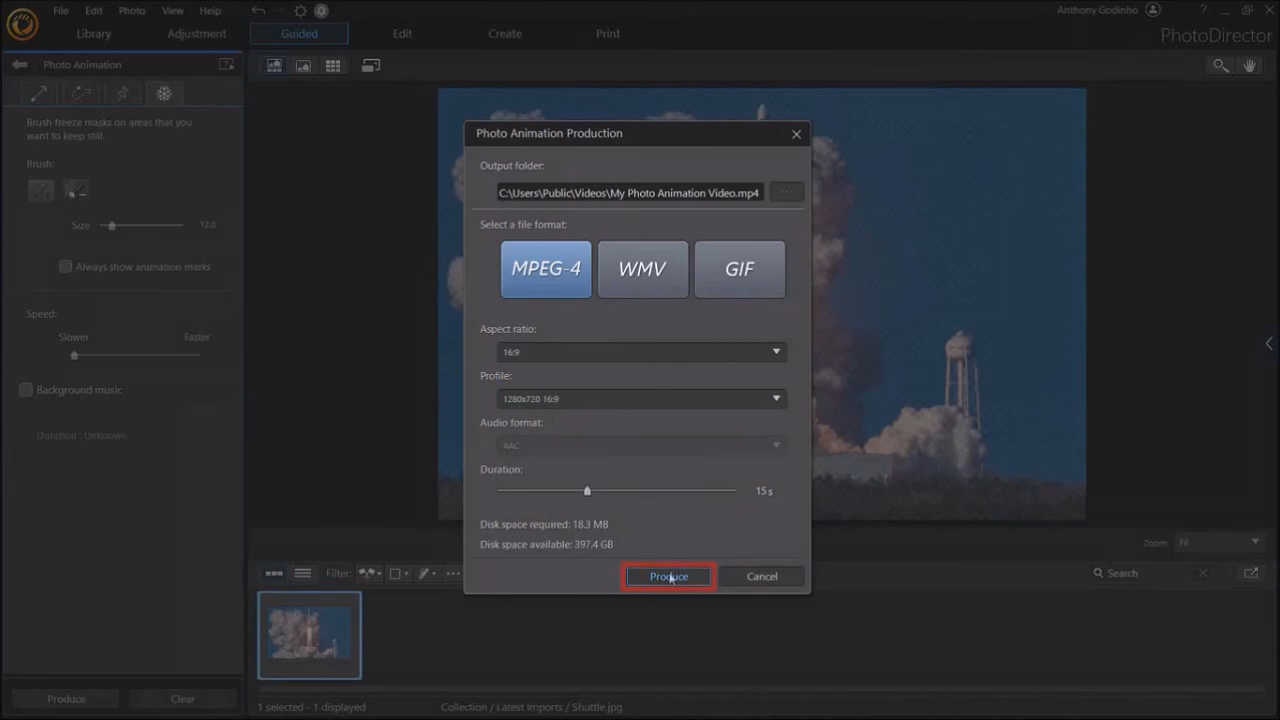 File Edit Photo View Help
Anthony Godinho ?
Library Adjustment Guided Edit Create Print
PhotoDirector
Photo Animation
Brush freeze masks on areas that you
want to keep still.
Brush:
Size 12.0
Always show animation marks
Speed:
Slower Faster
Background music
Duration : Unknown
Produce Clear
Photo Animation Production
Output folder:
C:\Users\Public\Videos\My Photo Animation Video.mp4 ...
Select a file format:
MPEG-4 WMV GIF
Aspect ratio:
16:9
Profile:
1280x720 16:9
Audio format:
AAC
Duration:
15 s
Disk space required: 18.3 MB
Disk space available: 397.4 GB
Produce Cancel
Zoom: Fit
Filter: ... Search
1 selected - 1 displayed Collection / Latest Imports / Shuttle.jpg